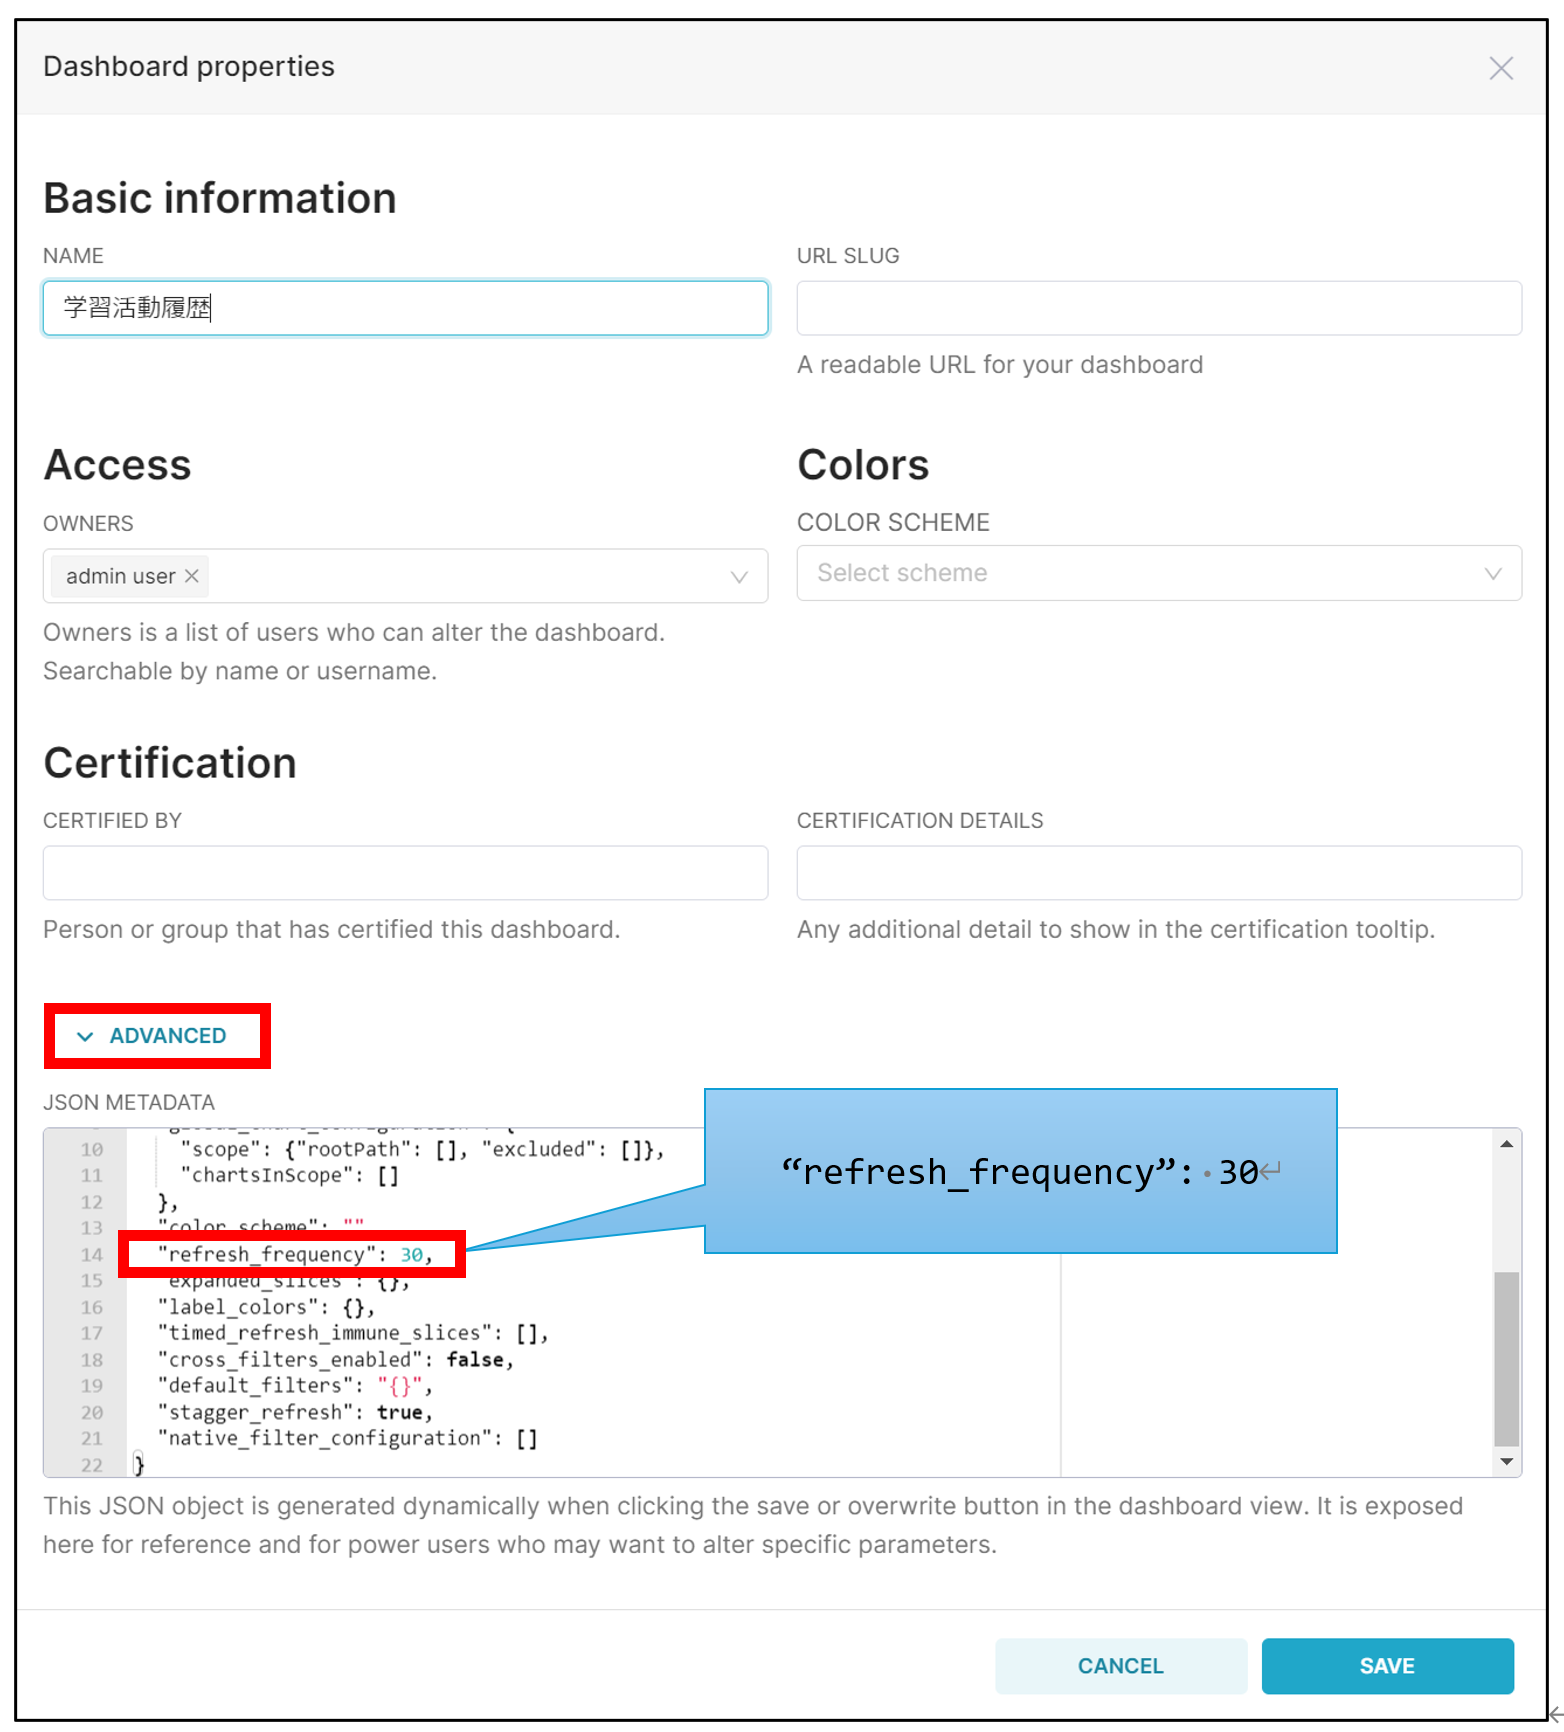 Dashboard properties
Basic information
NAME
URL SLUG
学習活動履歴
A readable URL for your dashboard
Access
Colors
OWNERS
COLOR SCHEME
admin user
Select scheme
Owners is a list of users who can alter the dashboard.
Searchable by name or username.
Certification
CERTIFIED BY
CERTIFICATION DETAILS
Person or group that has certified this dashboard.
Any additional detail to show in the certification tooltip.
ADVANCED
JSON METADATA
10 "scope": {"rootPath": [], "excluded": []},
11 "chartsInScope": []
12 },
13 "color_scheme": ""
14 "refresh_frequency": 30,
15 expanded_slices": {},
16 "label_colors": {},
17 "timed_refresh_immune_slices": [],
18 "cross_filters_enabled": false,
19 "default_filters": "{}",
20 "stagger_refresh": true,
21 "native_filter_configuration": []
22 }
“refresh_frequency”: 30
This JSON object is generated dynamically when clicking the save or overwrite button in the dashboard view. It is exposed
here for reference and for power users who may want to alter specific parameters.
CANCEL
SAVE